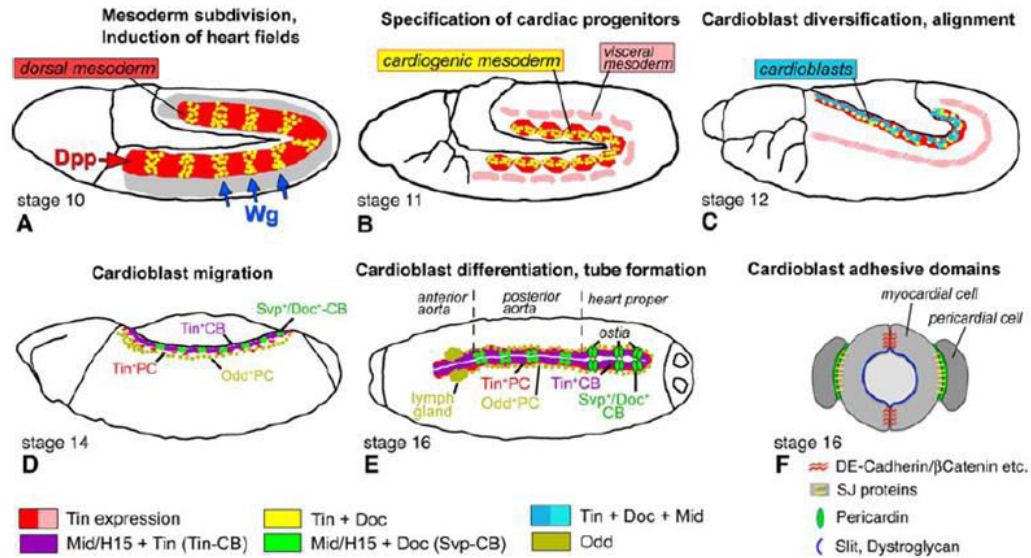 Mesoderm subdivision,
Induction of heart fields
dorsal mesoderm
Dpp
Wg
stage 10
A
Specification of cardiac progenitors
cardiogenic mesoderm
visceral
mesoderm
stage 11
B
Cardioblast diversification, alignment
cardioblasts
stage 12
C
Cardioblast migration
Svp⁺/Doc⁺-CB
Tin⁺CB
Tin⁺PC
Odd⁺PC
stage 14
D
Cardioblast differentiation, tube formation
anterior
aorta
posterior
aorta
heart proper
ostia
lymph
gland
Tin⁺PC
Odd⁺PC
Tin⁺CB
Svp⁺/Doc⁺
CB
stage 16
E
Cardioblast adhesive domains
myocardial cell
pericardial cell
stage 16
F
DE-Cadherin/βCatenin etc.
SJ proteins
Pericardin
Slit, Dystroglycan
Tin expression
Tin + Doc
Tin + Doc + Mid
Mid/H15 + Tin (Tin-CB)
Mid/H15 + Doc (Svp-CB)
Odd